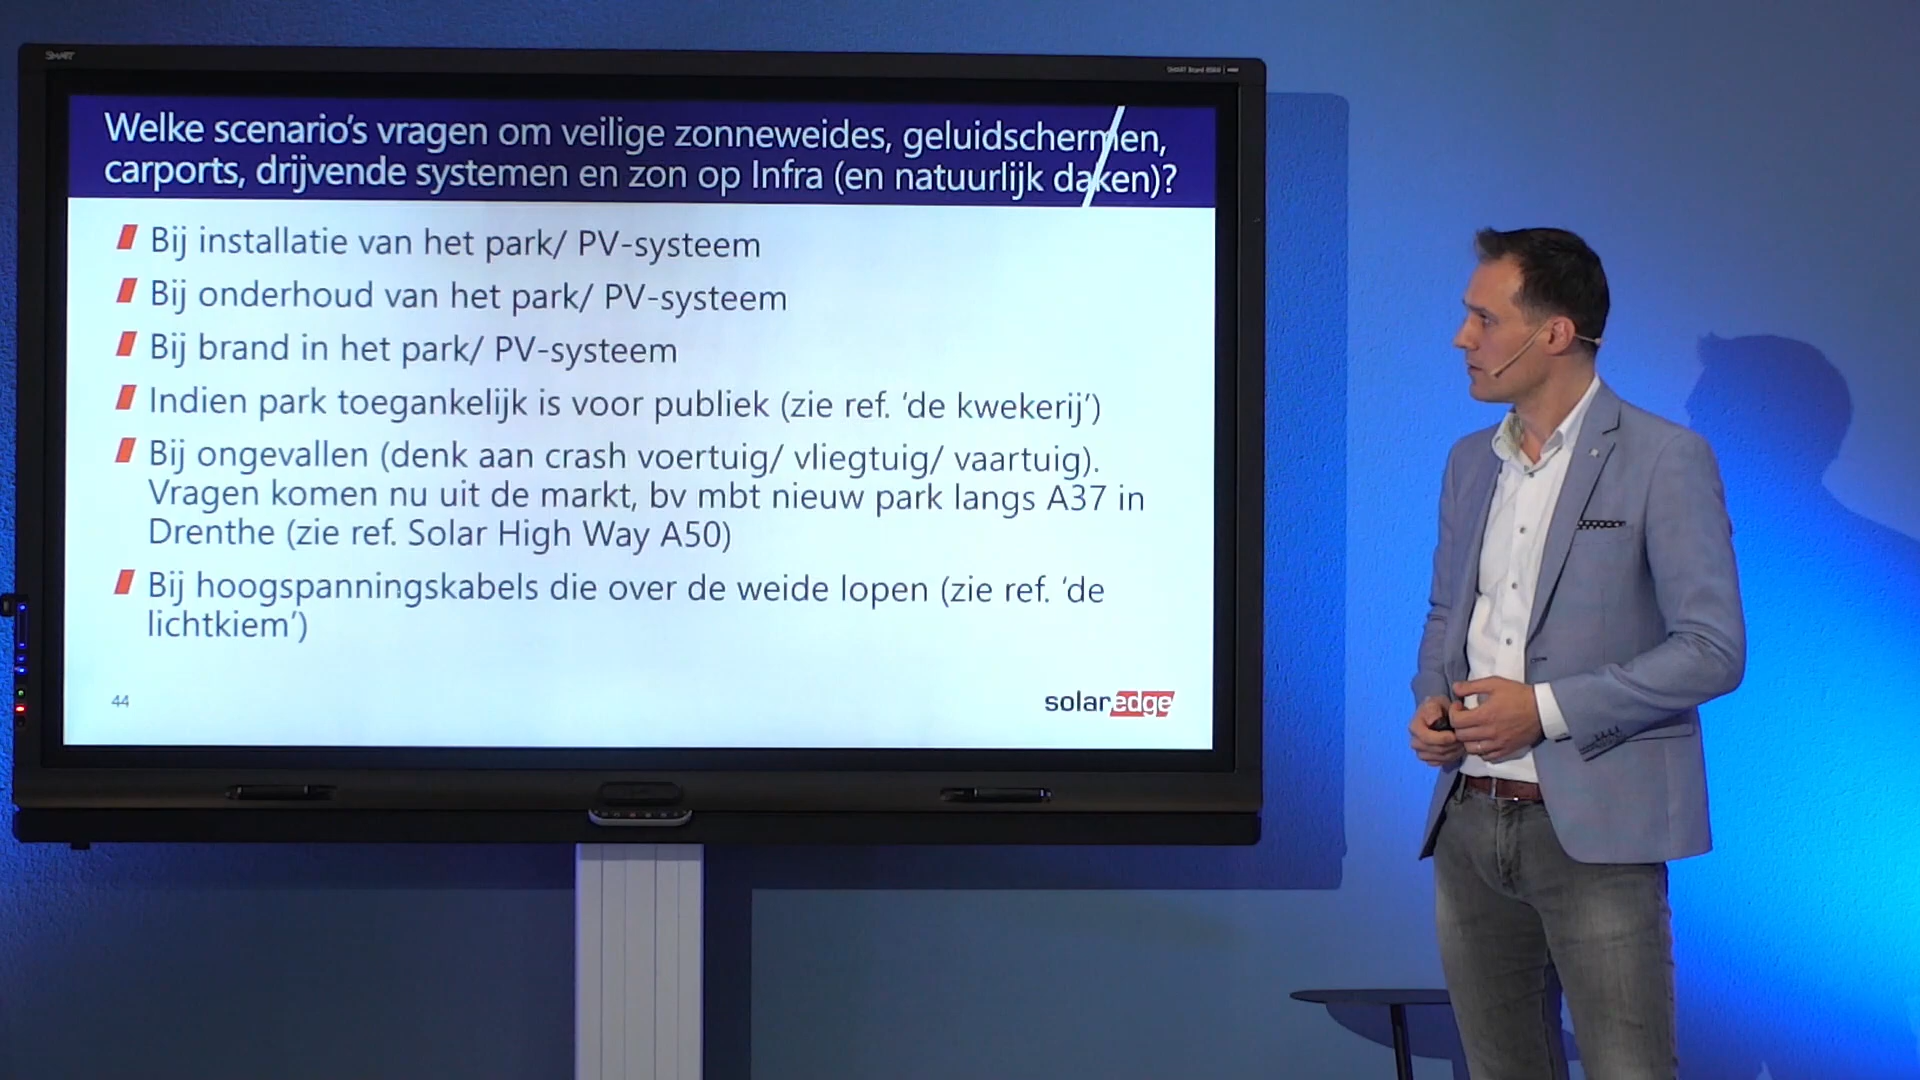 SMART
Welke scenario's vragen om veilige zonneweides, geluidschermen,
carports, drijvende systemen en zon op Infra (en natuurlijk daken)?
Bij installatie van het park/ PV-systeem
Bij onderhoud van het park/ PV-systeem
Bij brand in het park/ PV-systeem
Indien park toegankelijk is voor publiek (zie ref. 'de kwekerij')
Bij ongevallen (denk aan crash voertuig/ vliegtuig/ vaartuig).
Vragen komen nu uit de markt, bv mbt nieuw park langs A37 in
Drenthe (zie ref. Solar High Way A50)
Bij hoogspanningskabels die over de weide lopen (zie ref. 'de
lichtkiem')
44
solaredge